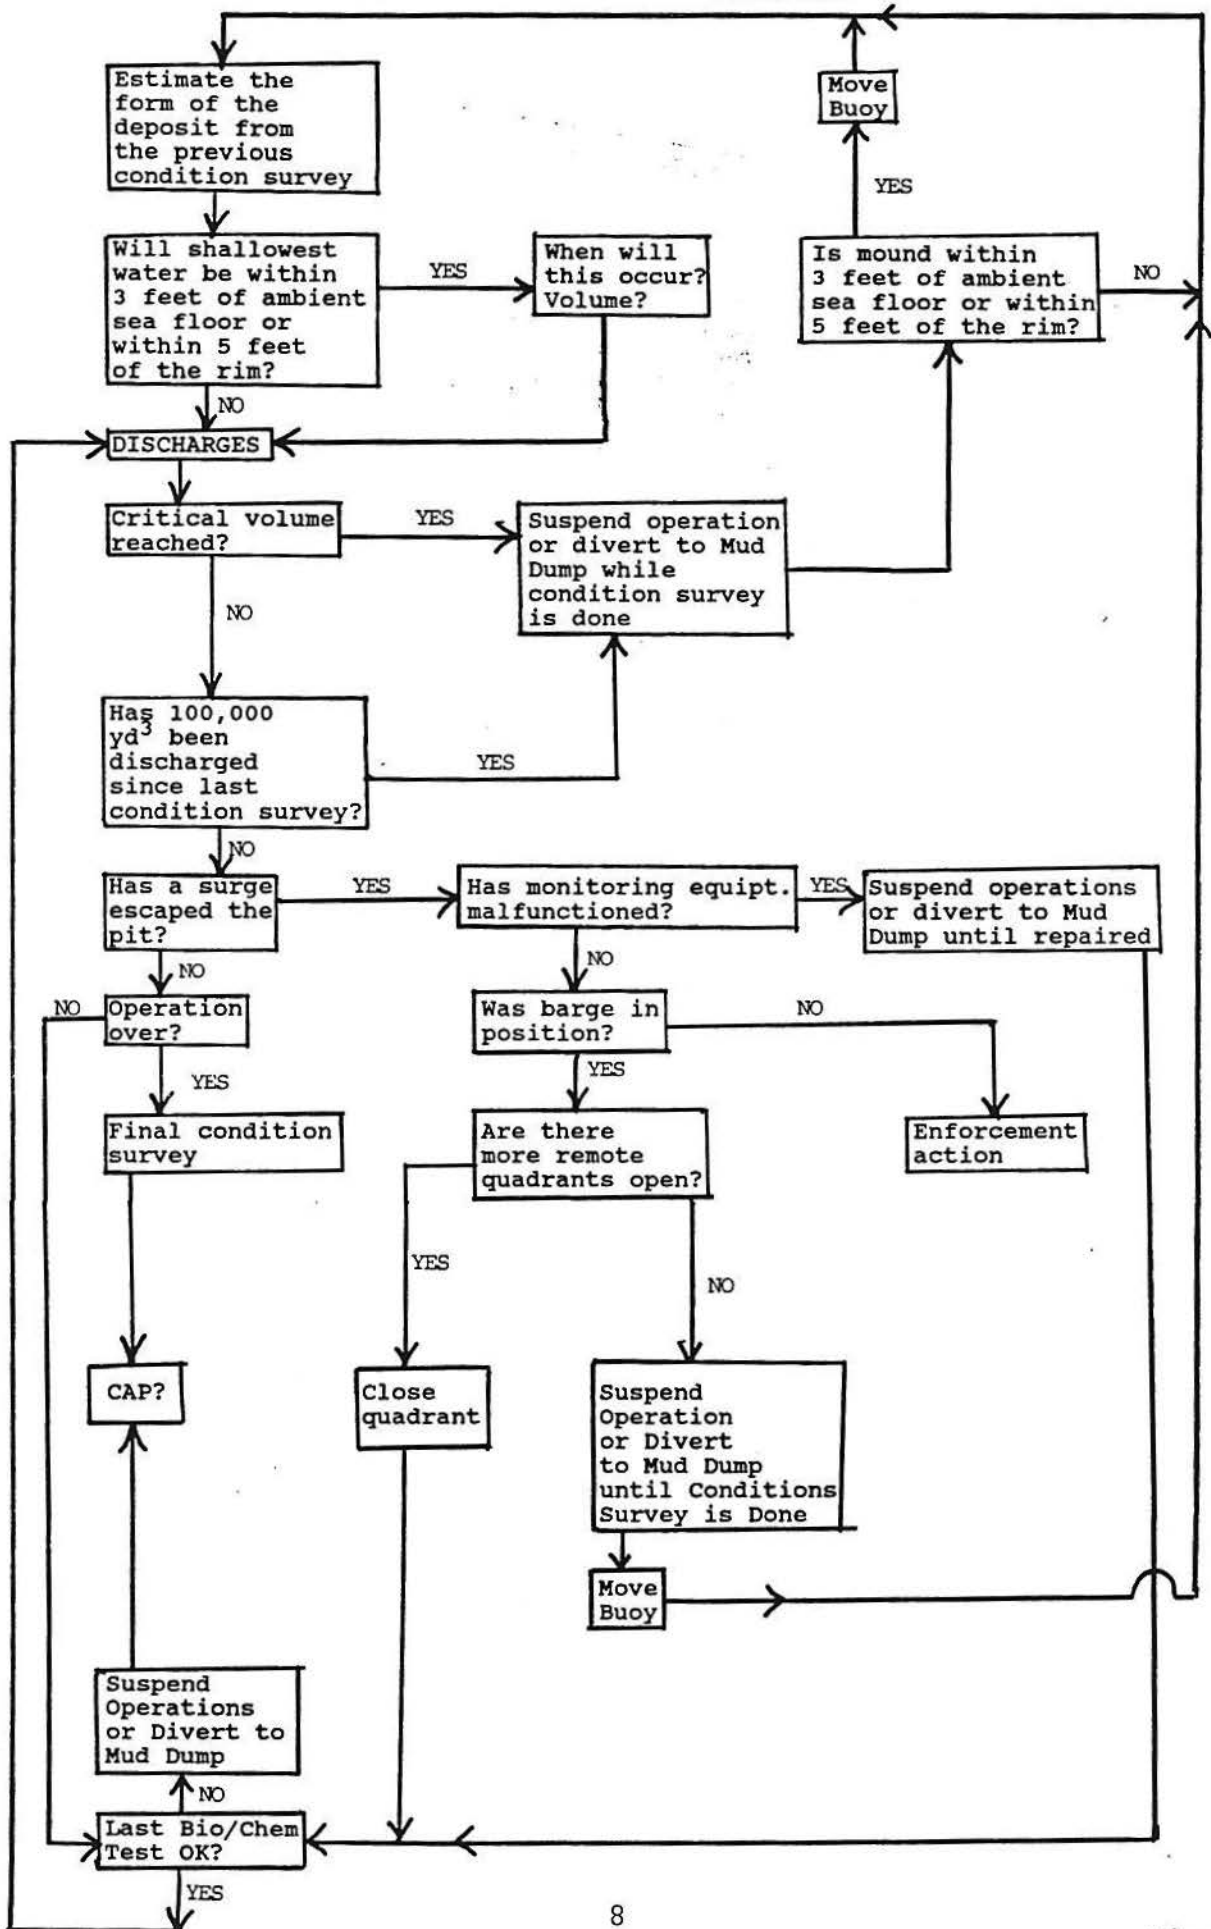 Move
Buoy
Estimate the
form of the
deposit from
the previous
condition survey
YES
Will shallowest
water be within
3 feet of ambient
sea floor or
within 5 feet
of the rim?
YES
When will
this occur?
Volume?
Is mound within
3 feet of ambient
sea floor or within
5 feet of the rim?
NO
NO
DISCHARGES
Critical volume
reached?
YES
Suspend operation
or divert to Mud
Dump while
condition survey
is done
NO
Has 100,000
yd³ been
discharged
since last
condition survey?
YES
NO
Has a surge
escaped the
pit?
YES
Has monitoring equipt.
malfunctioned?
YES
Suspend operations
or divert to Mud
Dump until repaired
NO
NO
NO
Operation
over?
Was barge in
position?
NO
YES
YES
Final condition
survey
Are there
more remote
quadrants open?
Enforcement
action
YES
NO
CAP?
Close
quadrant
Suspend
Operation
or Divert
to Mud Dump
until Conditions
Survey is Done
Move
Buoy
Suspend
Operations
or Divert to
Mud Dump
NO
Last Bio/Chem
Test OK?
YES
8